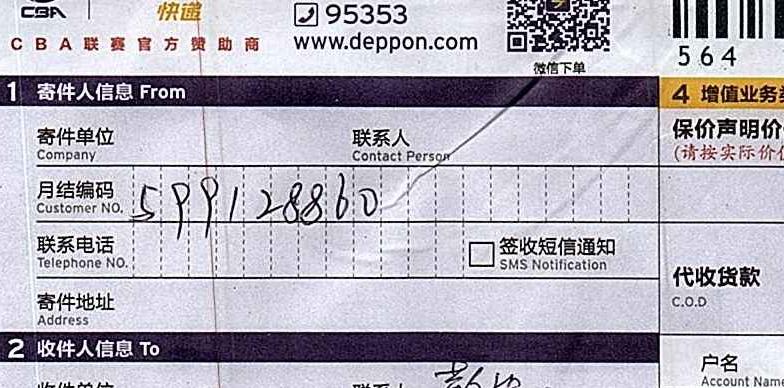 CBA 快递 95353
CBA联赛官方赞助商 www.deppon.com
微信下单
564
1 寄件人信息 From
4 增值业务
寄件单位 联系人
Company Contact Person
保价声明价
(请按实际价
月结编码
Customer NO. 599128860
联系电话 签收短信通知
Telephone NO. SMS Notification
代收货款
C.O.D
寄件地址
Address
2 收件人信息 To
户名
Account Nam